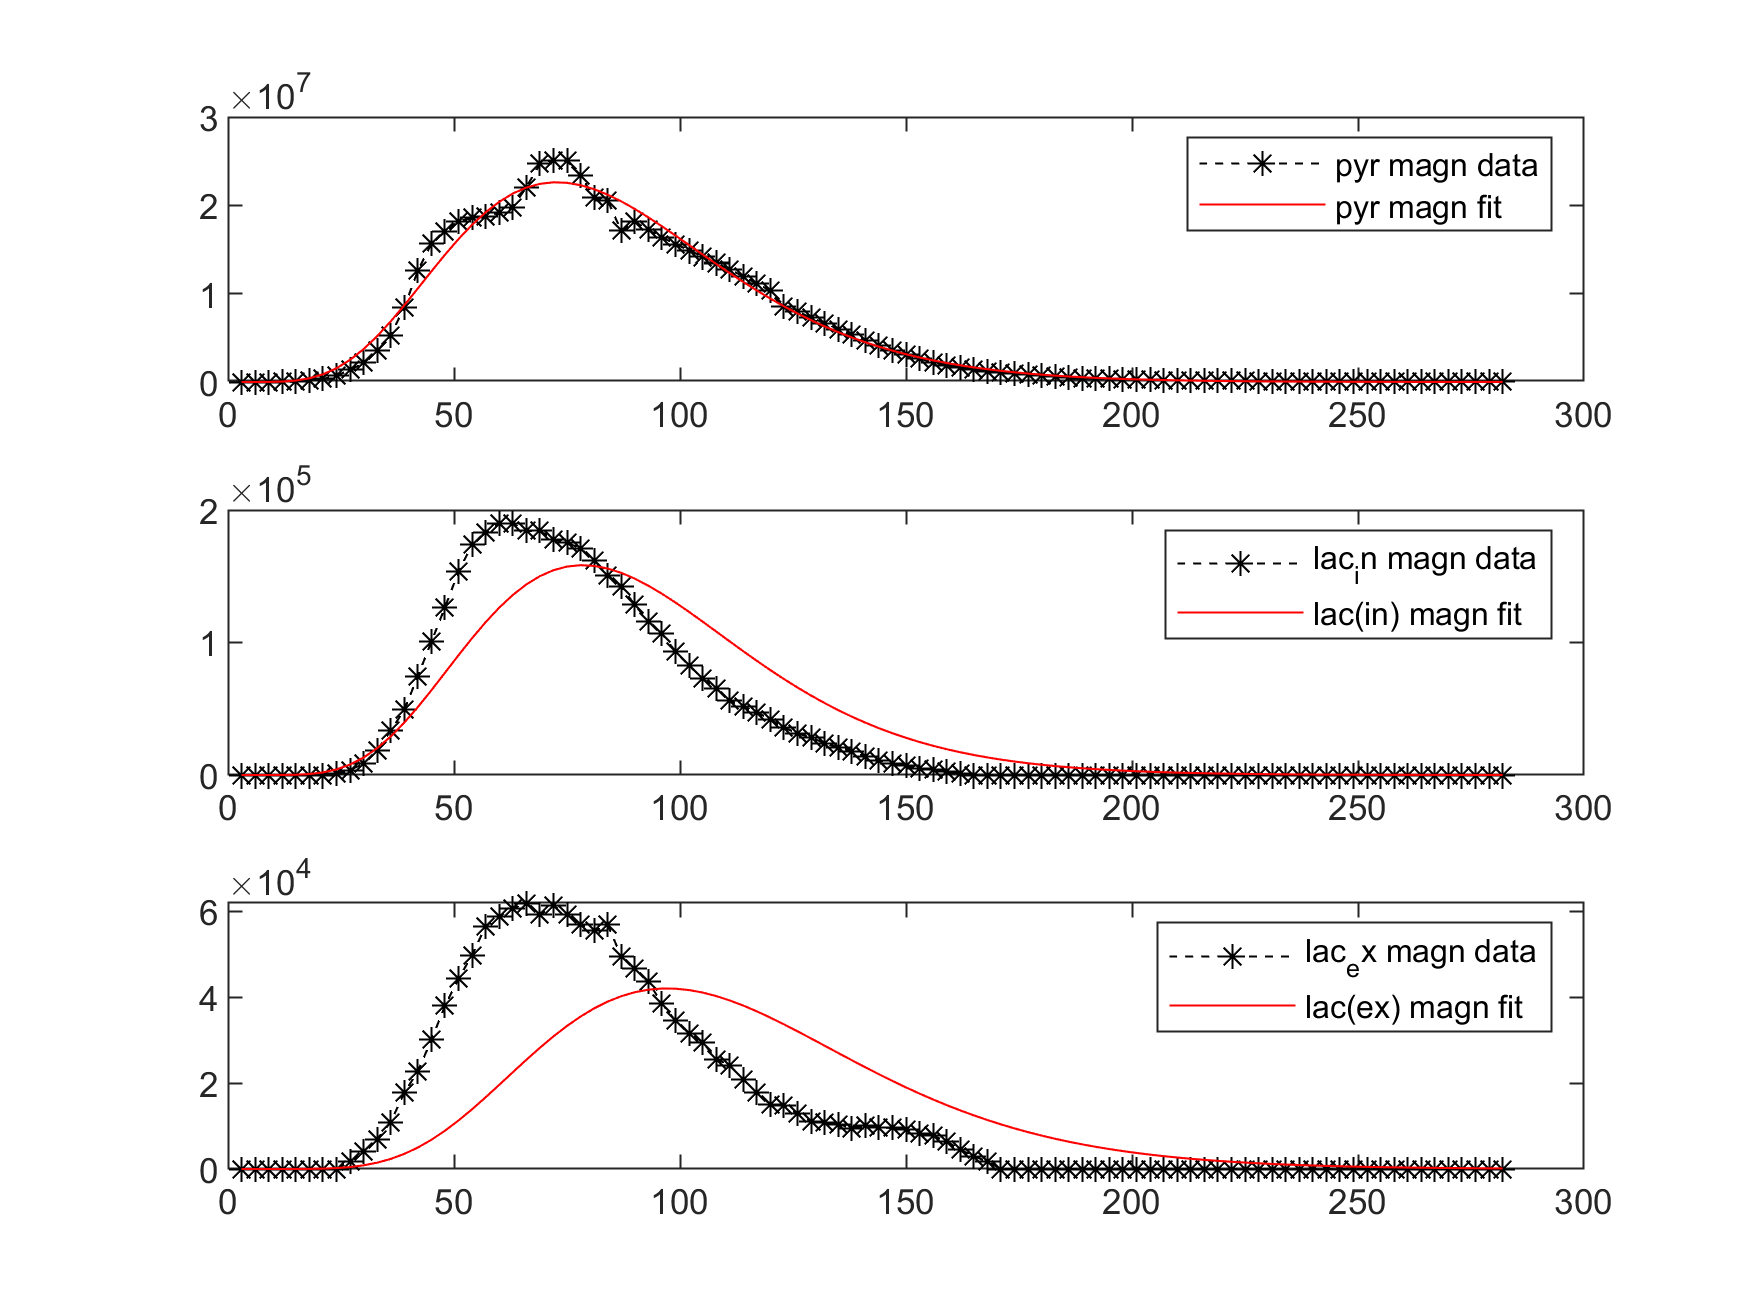 ×10^7
3
2
1
0
0 50 100 150 200 250 300
pyr magn data
pyr magn fit
×10^5
2
1
0
0 50 100 150 200 250 300
lac_in magn data
lac(in) magn fit
×10^4
6
4
2
0
0 50 100 150 200 250 300
lac_ex magn data
lac(ex) magn fit